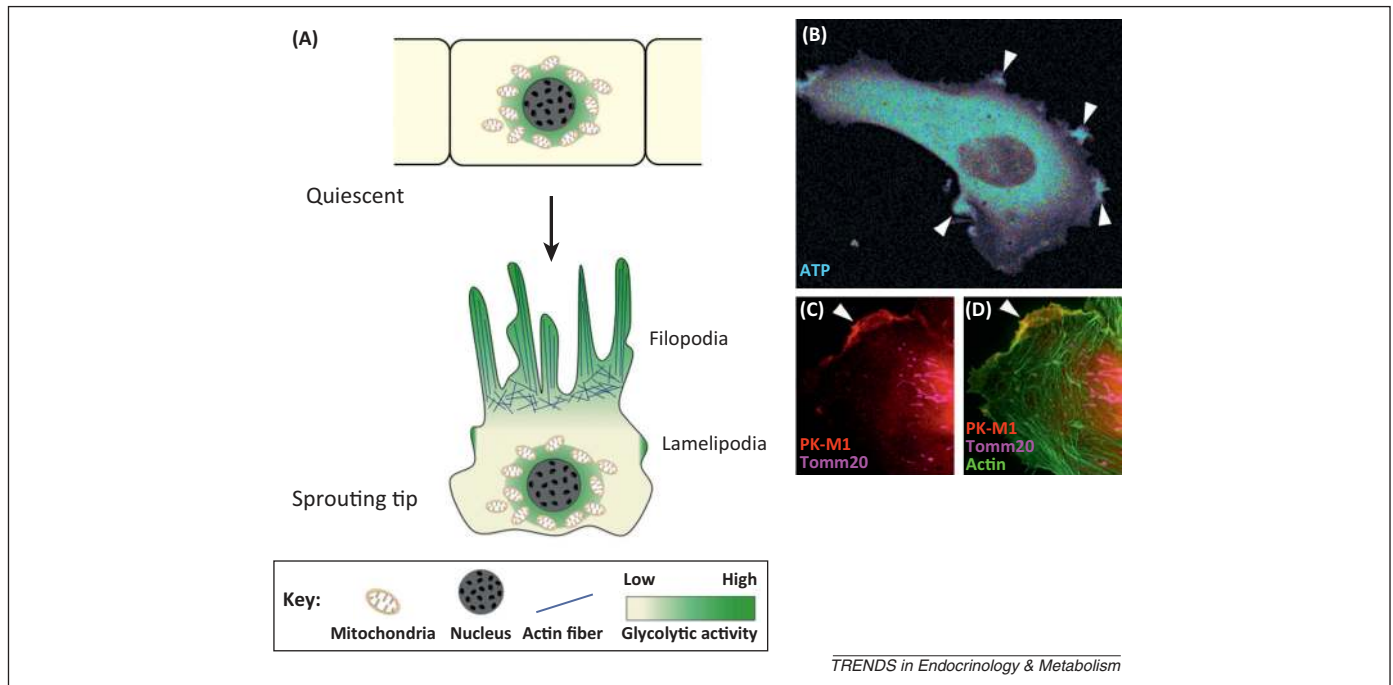 (A)
Quiescent
Filopodia
Lamelipodia
Sprouting tip
Key:
Mitochondria
Nucleus
Actin fiber
Low High
Glycolytic activity
(B)
ATP
(C)
PK-M1
Tomm20
(D)
PK-M1
Tomm20
Actin
TRENDS in Endocrinology & Metabolism